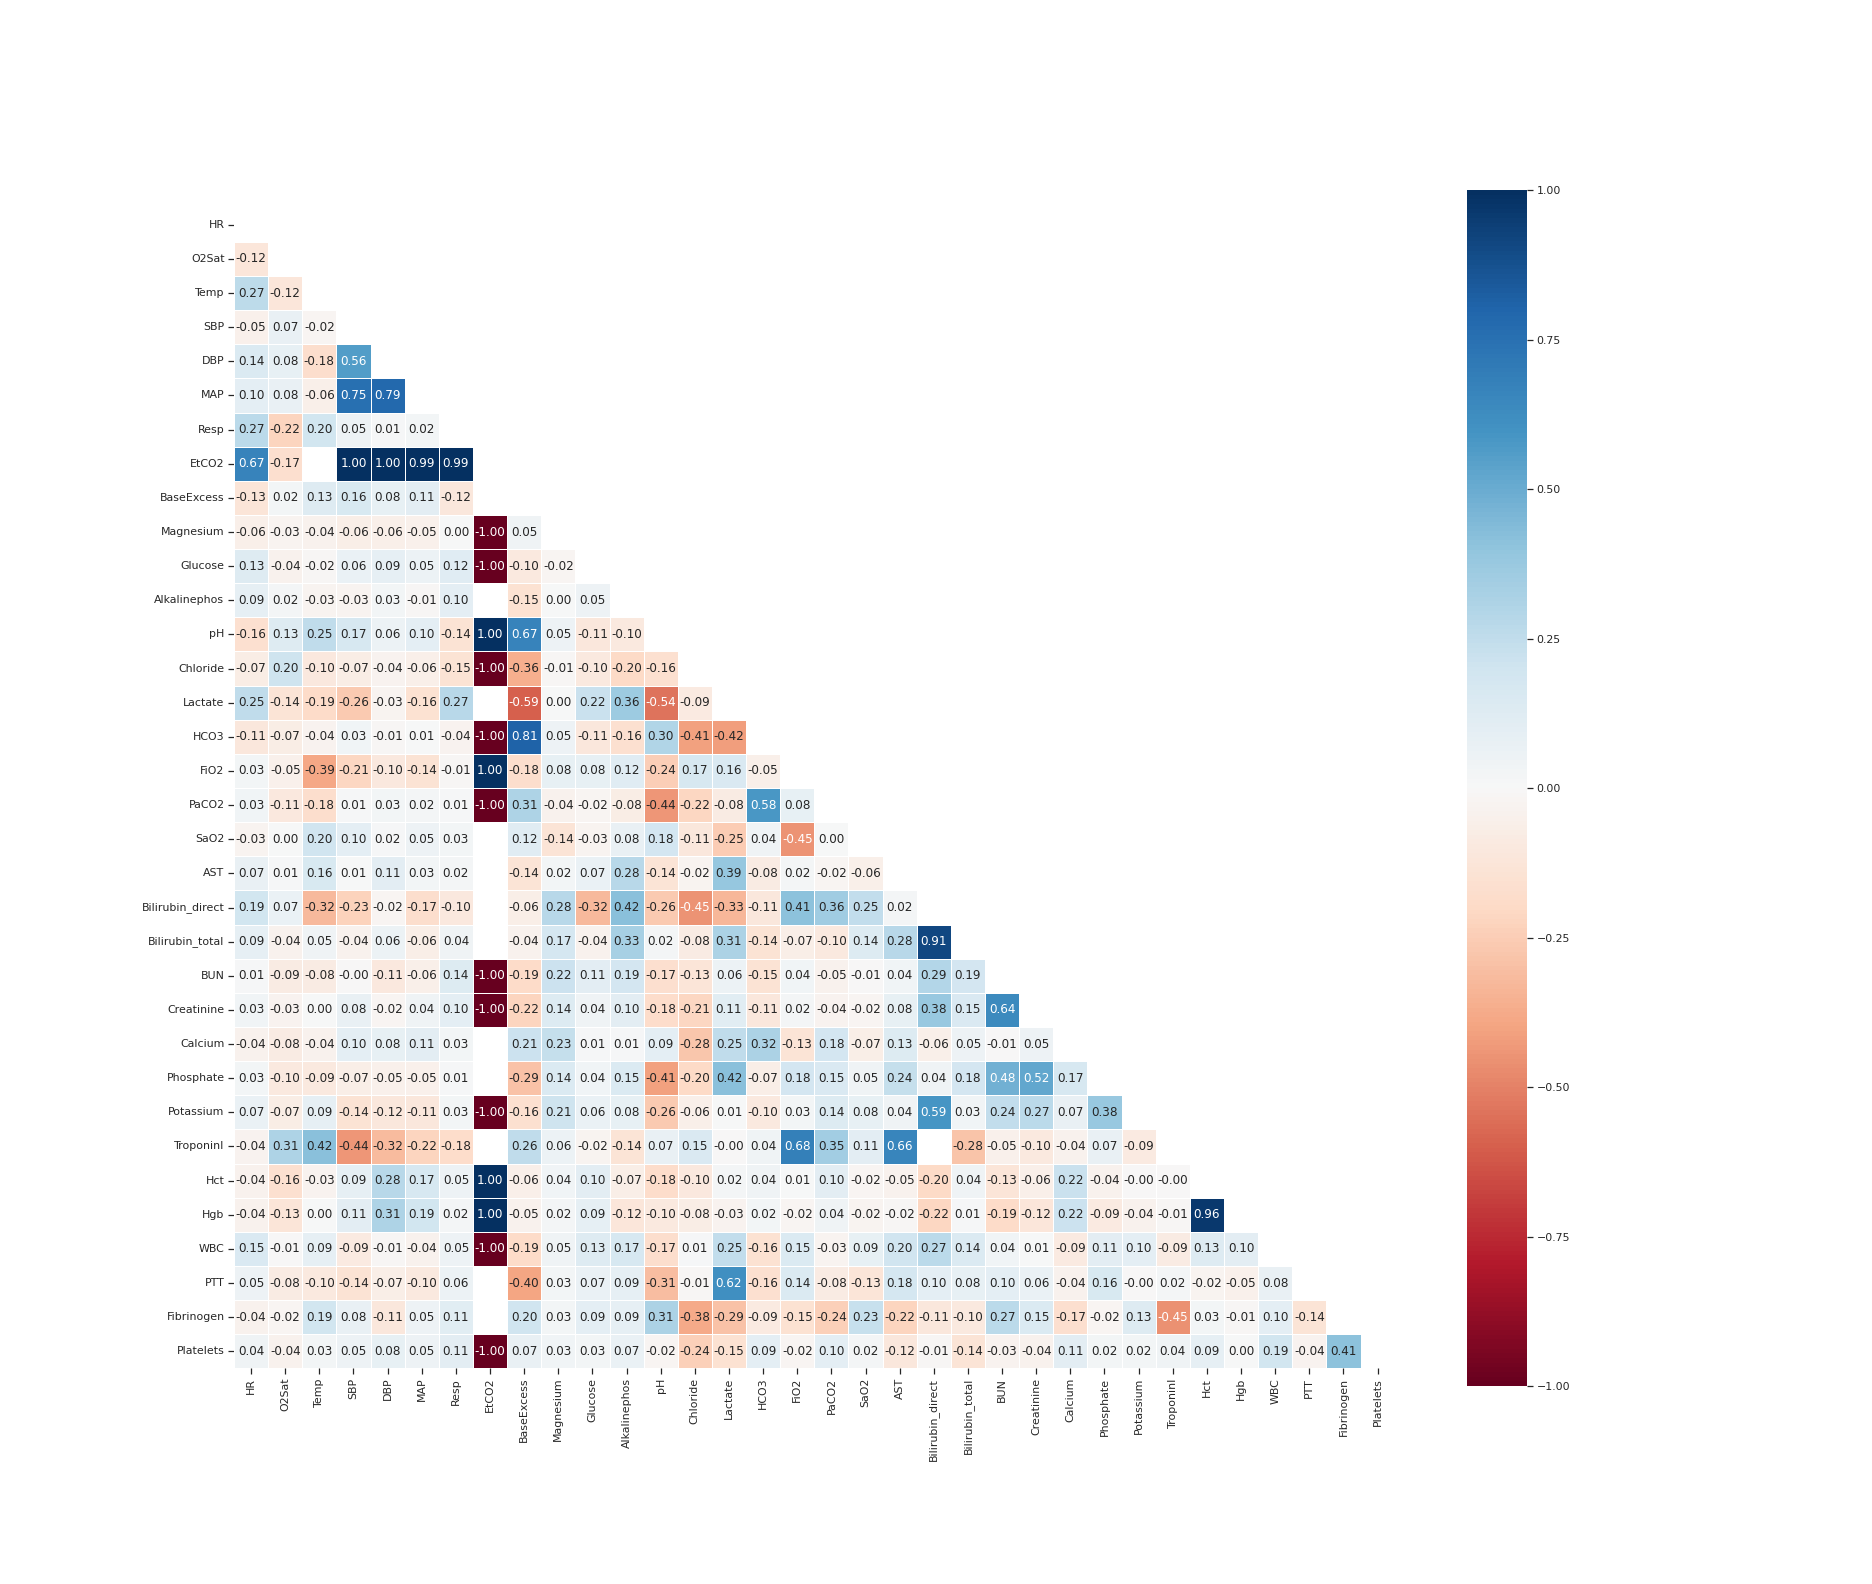 1.00
HR
O2Sat -0.12
Temp 0.27 -0.12
SBP -0.05 0.07 -0.02
0.75
DBP 0.14 0.08 -0.18 0.56
MAP 0.10 0.08 -0.06 0.75 0.79
Resp 0.27 -0.22 0.20 0.05 0.01 0.02
EtCO2 0.67 -0.17 1.00 1.00 0.99 0.99
0.50
BaseExcess -0.13 0.02 0.13 0.16 0.08 0.11 -0.12
Magnesium -0.06 -0.03 -0.04 -0.06 -0.06 -0.05 0.00 -1.00 0.05
Glucose 0.13 -0.04 -0.02 0.06 0.09 0.05 0.12 -1.00 -0.10 -0.02
Alkalinephos 0.09 0.02 -0.03 -0.03 0.03 -0.01 0.10 -0.15 0.00 0.05
pH -0.16 0.13 0.25 0.17 0.06 0.10 -0.14 1.00 0.67 0.05 -0.11 -0.10
0.25
Chloride -0.07 0.20 -0.10 -0.07 -0.04 -0.06 -0.15 -1.00 -0.36 -0.01 -0.10 -0.20 -0.16
Lactate 0.25 -0.14 -0.19 -0.26 -0.03 -0.16 0.27 -0.59 0.00 0.22 0.36 -0.54 -0.09
HCO3 -0.11 -0.07 -0.04 0.03 -0.01 0.01 -0.04 -1.00 0.81 0.05 -0.11 -0.16 0.30 -0.41 -0.42
FiO2 0.03 -0.05 -0.39 -0.21 -0.10 -0.14 -0.01 1.00 -0.18 0.08 0.08 0.12 -0.24 0.17 0.16 -0.05
0.00
PaCO2 0.03 -0.11 -0.18 0.01 0.03 0.02 0.01 -1.00 0.31 -0.04 -0.02 -0.08 -0.44 -0.22 -0.08 0.58 0.08
SaO2 -0.03 0.00 0.20 0.10 0.02 0.05 0.03 0.12 -0.14 -0.03 0.08 0.18 -0.11 -0.25 0.04 -0.45 0.00
AST 0.07 0.01 0.16 0.01 0.11 0.03 0.02 -0.14 0.02 0.07 0.28 -0.14 -0.02 0.39 -0.08 0.02 -0.02 -0.06
Bilirubin_direct 0.19 0.07 -0.32 -0.23 -0.02 -0.17 -0.10 -0.06 0.28 -0.32 0.42 -0.26 -0.45 -0.33 -0.11 0.41 0.36 0.25 0.02
−0.25
Bilirubin_total 0.09 -0.04 0.05 -0.04 0.06 -0.06 0.04 -0.04 0.17 -0.04 0.33 0.02 -0.08 0.31 -0.14 -0.07 -0.10 0.14 0.28 0.91
BUN 0.01 -0.09 -0.08 -0.00 -0.11 -0.06 0.14 -1.00 -0.19 0.22 0.11 0.19 -0.17 -0.13 0.06 -0.15 0.04 -0.05 -0.01 0.04 0.29 0.19
Creatinine 0.03 -0.03 0.00 0.08 -0.02 0.04 0.10 -1.00 -0.22 0.14 0.04 0.10 -0.18 -0.21 0.11 -0.11 0.02 -0.04 -0.02 0.08 0.38 0.15 0.64
Calcium -0.04 -0.08 -0.04 0.10 0.08 0.11 0.03 0.21 0.23 0.01 0.01 0.09 -0.28 0.25 0.32 -0.13 0.18 -0.07 0.13 -0.06 0.05 -0.01 0.05
Phosphate 0.03 -0.10 -0.09 -0.07 -0.05 -0.05 0.01 -0.29 0.14 0.04 0.15 -0.41 -0.20 0.42 -0.07 0.18 0.15 0.05 0.24 0.04 0.18 0.48 0.52 0.17
−0.50
Potassium 0.07 -0.07 0.09 -0.14 -0.12 -0.11 0.03 -1.00 -0.16 0.21 0.06 0.08 -0.26 -0.06 0.01 -0.10 0.03 0.14 0.08 0.04 0.59 0.03 0.24 0.27 0.07 0.38
TroponinI -0.04 0.31 0.42 -0.44 -0.32 -0.22 -0.18 0.26 0.06 -0.02 -0.14 0.07 0.15 -0.00 0.04 0.68 0.35 0.11 0.66 -0.28 -0.05 -0.10 -0.04 0.07 -0.09
Hct -0.04 -0.16 -0.03 0.09 0.28 0.17 0.05 1.00 -0.06 0.04 0.10 -0.07 -0.18 -0.10 0.02 0.04 0.01 0.10 -0.02 -0.05 -0.20 0.04 -0.13 -0.06 0.22 -0.04 -0.00 -0.00
Hgb -0.04 -0.13 0.00 0.11 0.31 0.19 0.02 1.00 -0.05 0.02 0.09 -0.12 -0.10 -0.08 -0.03 0.02 -0.02 0.04 -0.02 -0.02 -0.22 0.01 -0.19 -0.12 0.22 -0.09 -0.04 -0.01 0.96
−0.75
WBC 0.15 -0.01 0.09 -0.09 -0.01 -0.04 0.05 -1.00 -0.19 0.05 0.13 0.17 -0.17 0.01 0.25 -0.16 0.15 -0.03 0.09 0.20 0.27 0.14 0.04 0.01 -0.09 0.11 0.10 -0.09 0.13 0.10
PTT 0.05 -0.08 -0.10 -0.14 -0.07 -0.10 0.06 -0.40 0.03 0.07 0.09 -0.31 -0.01 0.62 -0.16 0.14 -0.08 -0.13 0.18 0.10 0.08 0.10 0.06 -0.04 0.16 -0.00 0.02 -0.02 -0.05 0.08
Fibrinogen -0.04 -0.02 0.19 0.08 -0.11 0.05 0.11 0.20 0.03 0.09 0.09 0.31 -0.38 -0.29 -0.09 -0.15 -0.24 0.23 -0.22 -0.11 -0.10 0.27 0.15 -0.17 -0.02 0.13 -0.45 0.03 -0.01 0.10 -0.14
Platelets 0.04 -0.04 0.03 0.05 0.08 0.05 0.11 -1.00 0.07 0.03 0.03 0.07 -0.02 -0.24 -0.15 0.09 -0.02 0.10 0.02 -0.12 -0.01 -0.14 -0.03 -0.04 0.11 0.02 0.02 0.04 0.09 0.00 0.19 -0.04 0.41
−1.00
HR O2Sat Temp SBP DBP MAP Resp EtCO2 BaseExcess Magnesium Glucose Alkalinephos pH Chloride Lactate HCO3 FiO2 PaCO2 SaO2 AST Bilirubin_direct Bilirubin_total BUN Creatinine Calcium Phosphate Potassium TroponinI Hct Hgb WBC PTT Fibrinogen Platelets